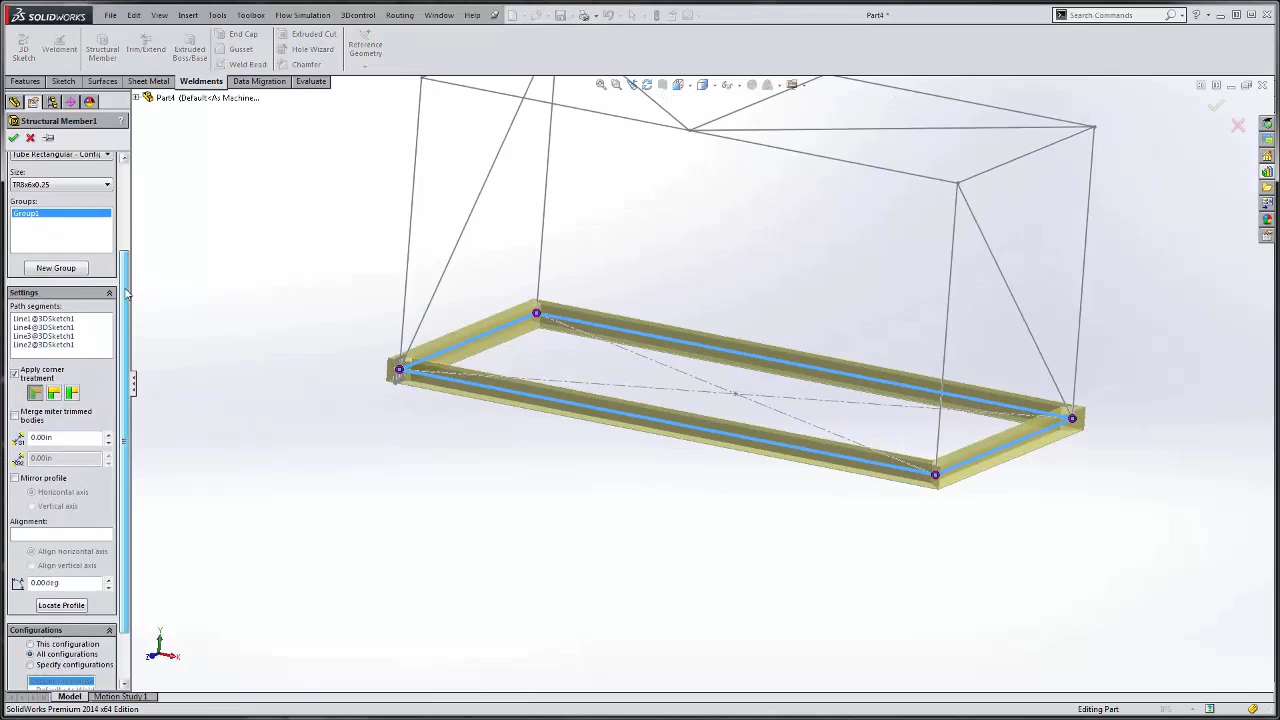 SOLIDWORKS File Edit View Insert Tools Toolbox Flow Simulation 3Dcontrol Routing Window Help Part4 * Search Commands
3D Sketch
Weldment
Structural Member
Trim/Extend
Extruded Boss/Base
End Cap
Gusset
Weld Bead
Extruded Cut
Hole Wizard
Chamfer
Reference Geometry
Features Sketch Surfaces Sheet Metal Weldments Data Migration Evaluate
Part4 (Default<As Machine...
Structural Member1 ?
Tube Rectangular - Config
Size:
TR8x6x0.25
Groups:
Group1
New Group
Settings
Path segments:
Line1@3DSketch1
Line4@3DSketch1
Line3@3DSketch1
Line2@3DSketch1
Apply corner treatment
Merge miter trimmed bodies
0.00in
0.00in
Mirror profile
Horizontal axis
Vertical axis
Alignment:
Align horizontal axis
Align vertical axis
0.00deg
Locate Profile
Configurations
This configuration
All configurations
Specify configurations
Y
Z X
Model Motion Study 1
SolidWorks Premium 2014 x64 Edition Editing Part IPS